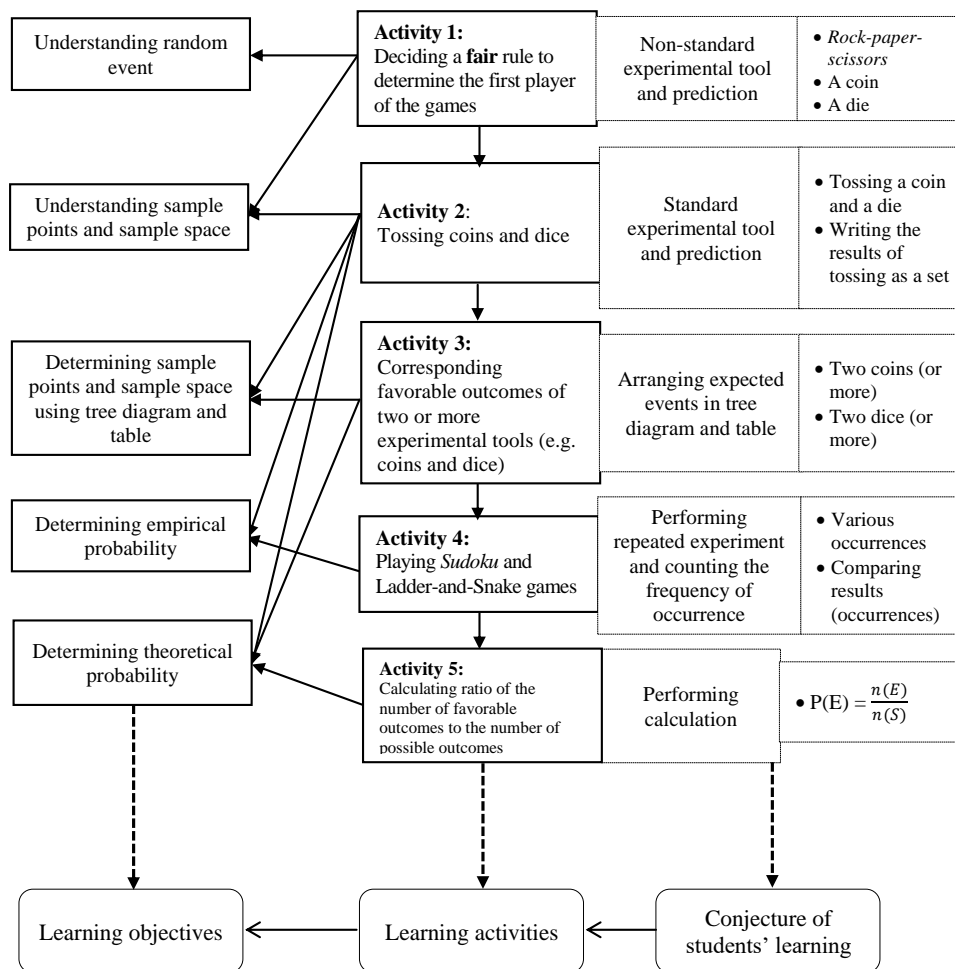 Understanding random
event
Activity 1:
Deciding a fair rule to
determine the first player
of the games
Non-standard
experimental tool
and prediction
• Rock-paper-
scissors
• A coin
• A die
Understanding sample
points and sample space
Activity 2:
Tossing coins and dice
Standard
experimental tool
and prediction
• Tossing a coin
and a die
• Writing the
results of
tossing as a set
Determining sample
points and sample space
using tree diagram and
table
Activity 3:
Corresponding
favorable outcomes of
two or more
experimental tools (e.g.
coins and dice)
Arranging expected
events in tree
diagram and table
• Two coins (or
more)
• Two dice (or
more)
Determining empirical
probability
Activity 4:
Playing Sudoku and
Ladder-and-Snake games
Performing
repeated experiment
and counting the
frequency of
occurrence
• Various
occurrences
• Comparing
results
(occurrences)
Determining theoretical
probability
Activity 5:
Calculating ratio of the
number of favorable
outcomes to the number of
possible outcomes
Performing
calculation
• P(E) = n(E)/n(S)
Learning objectives
Learning activities
Conjecture of
students' learning